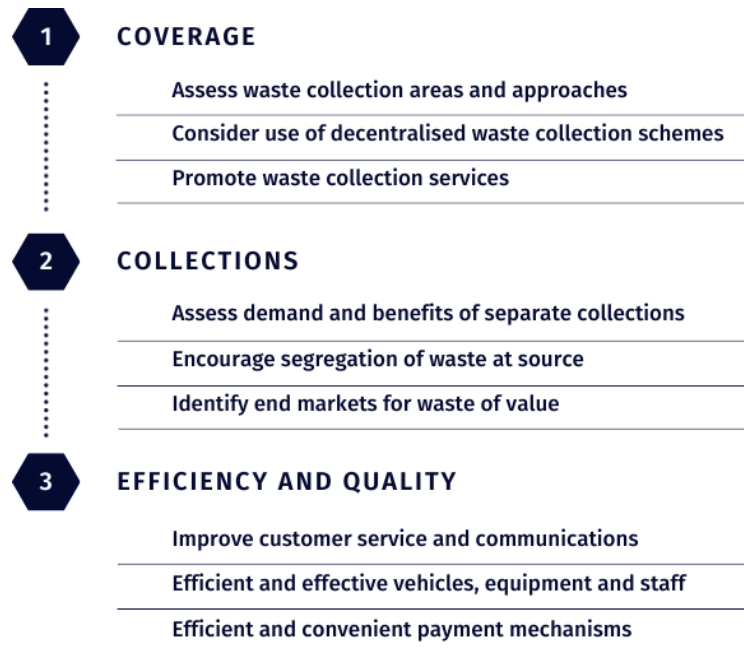 1 COVERAGE
Assess waste collection areas and approaches
Consider use of decentralised waste collection schemes
Promote waste collection services
2 COLLECTIONS
Assess demand and benefits of separate collections
Encourage segregation of waste at source
Identify end markets for waste of value
3 EFFICIENCY AND QUALITY
Improve customer service and communications
Efficient and effective vehicles, equipment and staff
Efficient and convenient payment mechanisms